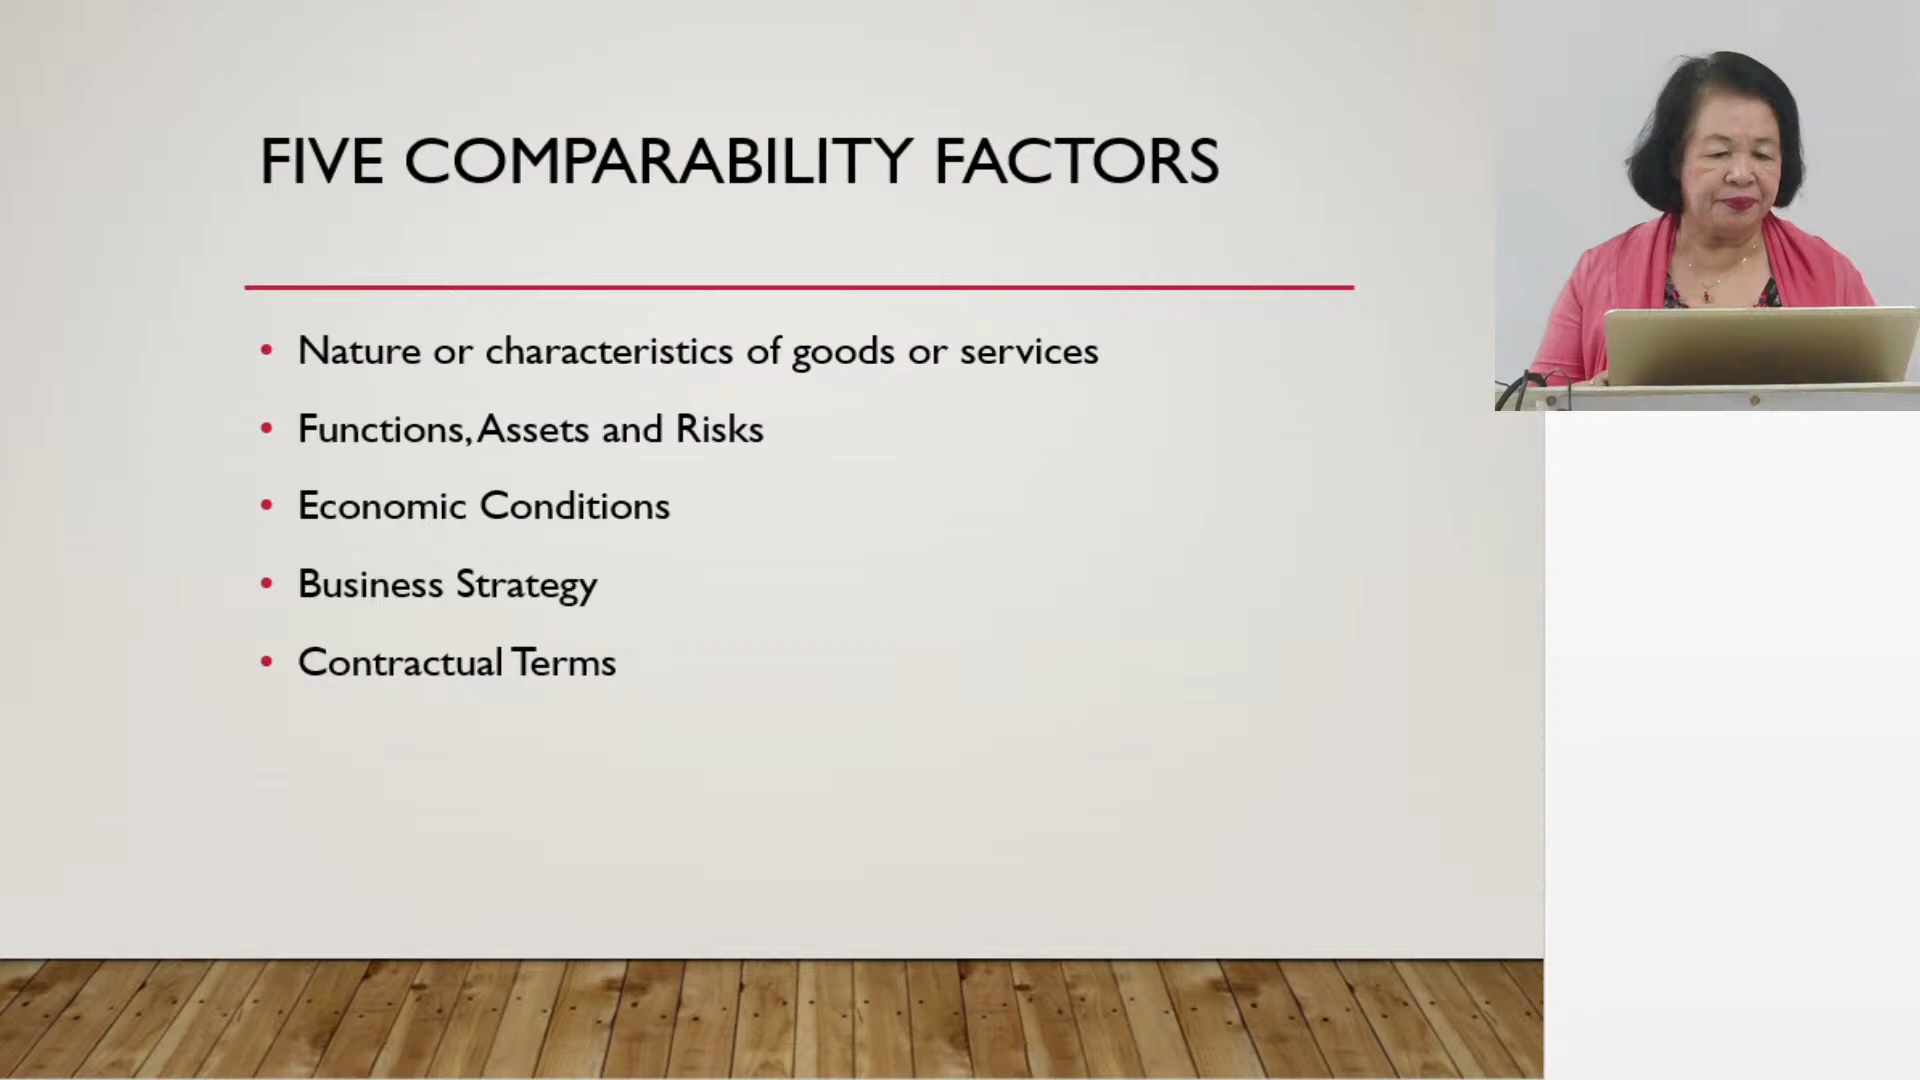 FIVE COMPARABILITY FACTORS
• Nature or characteristics of goods or services
• Functions, Assets and Risks
• Economic Conditions
• Business Strategy
• Contractual Terms